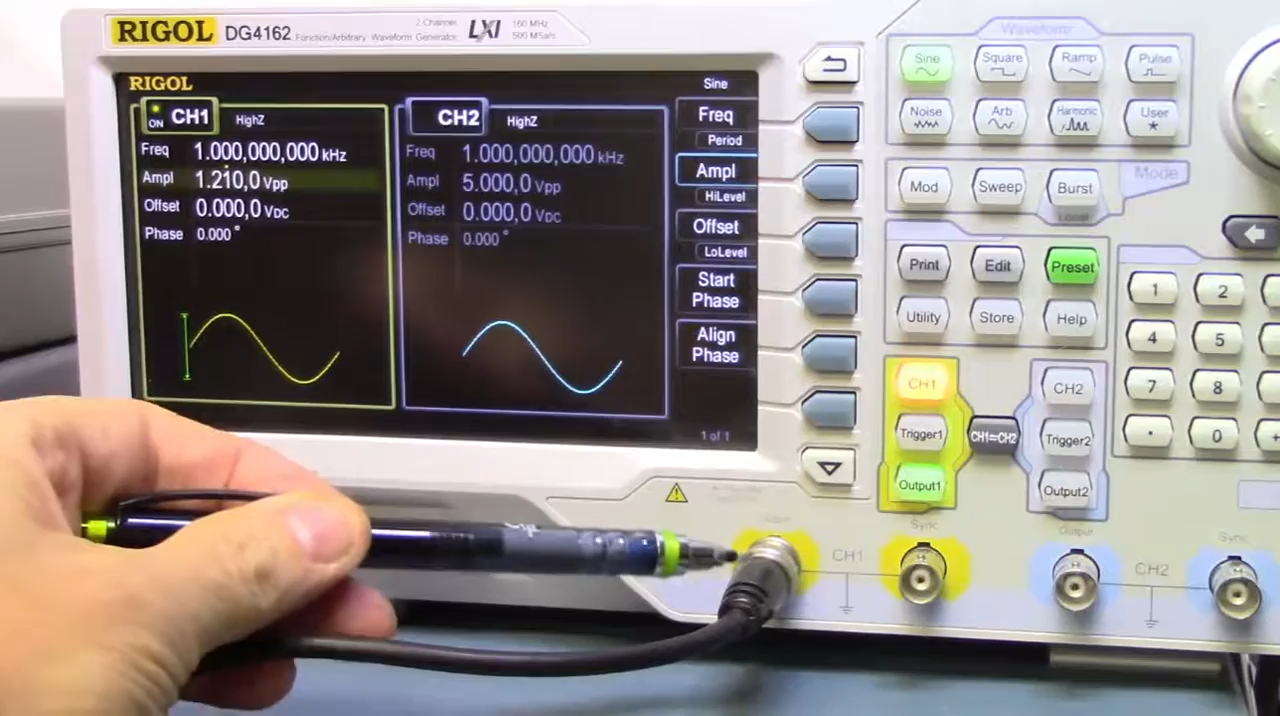 RIGOL DG4162 Function/Arbitrary Waveform Generator
2 Channel
LXI
160 MHz
500 MSa/s
RIGOL
Sine
ON CH1 HighZ
Freq 1.000,000,000 kHz
Ampl 1.210,0 Vpp
Offset 0.000,0 VDC
Phase 0.000 °
CH2 HighZ
Freq 1.000,000,000 kHz
Ampl 5.000,0 Vpp
Offset 0.000,0 VDC
Phase 0.000 °
Freq
Period
Ampl
HiLevel
Offset
LoLevel
Start
Phase
Align
Phase
1 of 1
Waveform
Sine Square Ramp Pulse
Noise Arb Harmonic User
Mod Sweep Burst Mode
Local
Print Edit Preset
Utility Store Help
1 2
4 5
7 8
. 0 +
CH1 CH2
Trigger1 CH1⇌CH2 Trigger2
Output1 Output2
Sync Output Sync
CH1 CH2